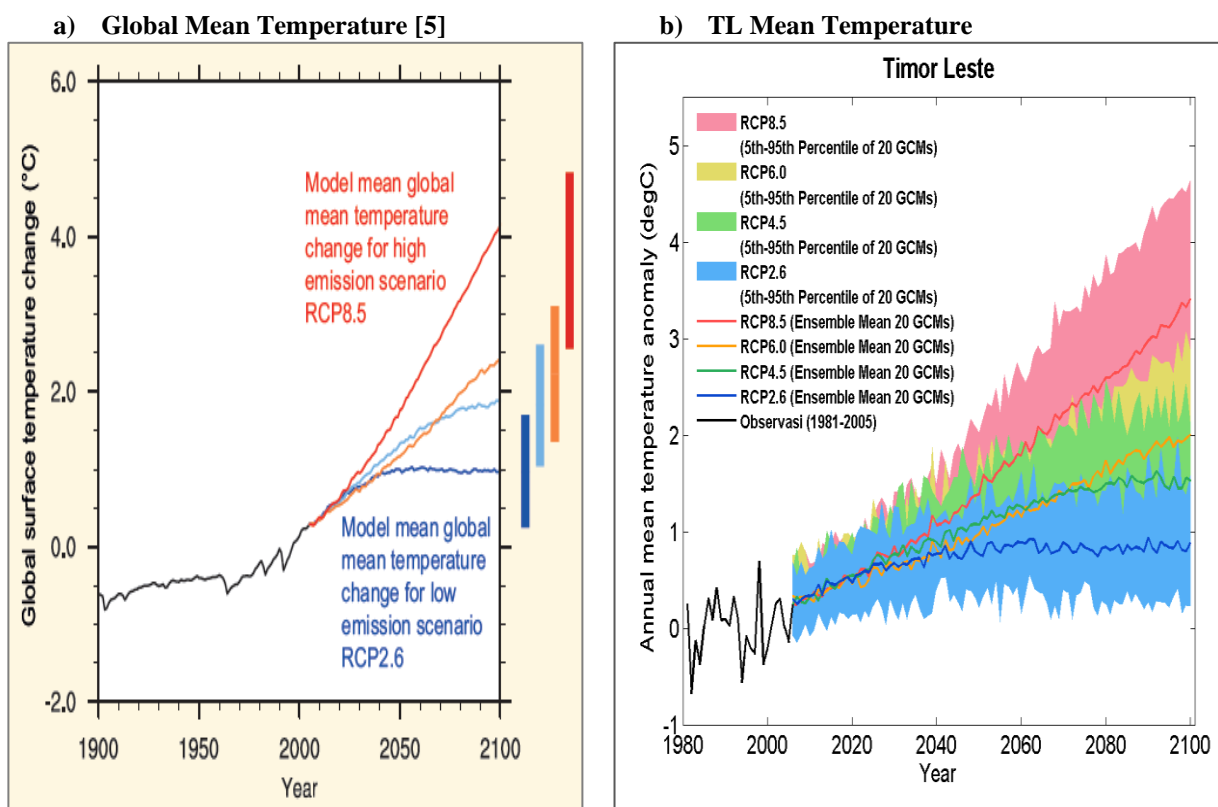 a) Global Mean Temperature [5]
Global surface temperature change (°C)
6.0
4.0
2.0
0.0
-2.0
Model mean global
mean temperature
change for high
emission scenario
RCP8.5
Model mean global
mean temperature
change for low
emission scenario
RCP2.6
1900
1950
2000
2050
2100
Year
b) TL Mean Temperature
Timor Leste
Annual mean temperature anomaly (degC)
5
4
3
2
1
0
-1
RCP8.5
(5th-95th Percentile of 20 GCMs)
RCP6.0
(5th-95th Percentile of 20 GCMs)
RCP4.5
(5th-95th Percentile of 20 GCMs)
RCP2.6
(5th-95th Percentile of 20 GCMs)
RCP8.5 (Ensemble Mean 20 GCMs)
RCP6.0 (Ensemble Mean 20 GCMs)
RCP4.5 (Ensemble Mean 20 GCMs)
RCP2.6 (Ensemble Mean 20 GCMs)
Observasi (1981-2005)
1980
2000
2020
2040
2060
2080
2100
Year